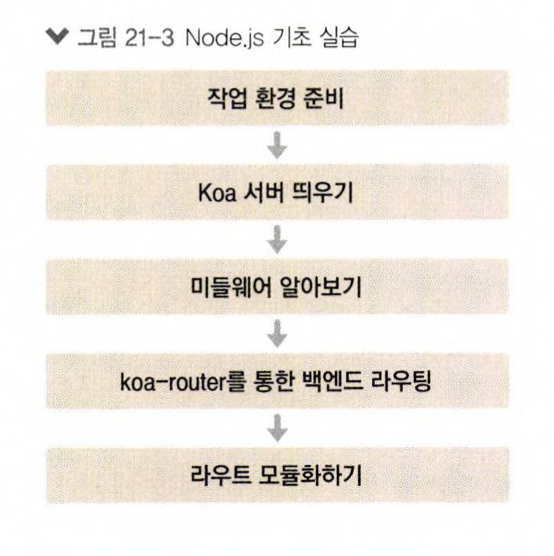 그림 21-3 Node.js 기초 실습
작업 환경 준비
Koa 서버 띄우기
미들웨어 알아보기
koa-router를 통한 백엔드 라우팅
라우트 모듈화하기